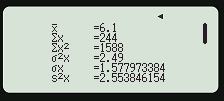 x̄ =6.1
Σx =244
Σx² =1588
σ²x =2.49
σx =1.577973384
s²x =2.553846154